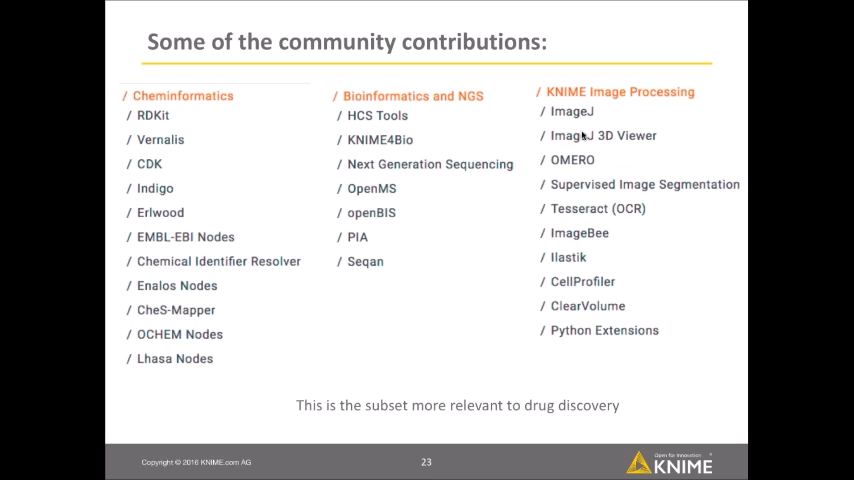 Some of the community contributions:
/ Cheminformatics
/ RDKit
/ Vernalis
/ CDK
/ Indigo
/ Erlwood
/ EMBL-EBI Nodes
/ Chemical Identifier Resolver
/ Enalos Nodes
/ CheS-Mapper
/ OCHEM Nodes
/ Lhasa Nodes
/ Bioinformatics and NGS
/ HCS Tools
/ KNIME4Bio
/ Next Generation Sequencing
/ OpenMS
/ openBIS
/ PIA
/ Seqan
/ KNIME Image Processing
/ ImageJ
/ ImageJ 3D Viewer
/ OMERO
/ Supervised Image Segmentation
/ Tesseract (OCR)
/ ImageBee
/ Ilastik
/ CellProfiler
/ ClearVolume
/ Python Extensions
This is the subset more relevant to drug discovery
Copyright © 2016 KNIME.com AG
23
Open for Innovation
KNIME